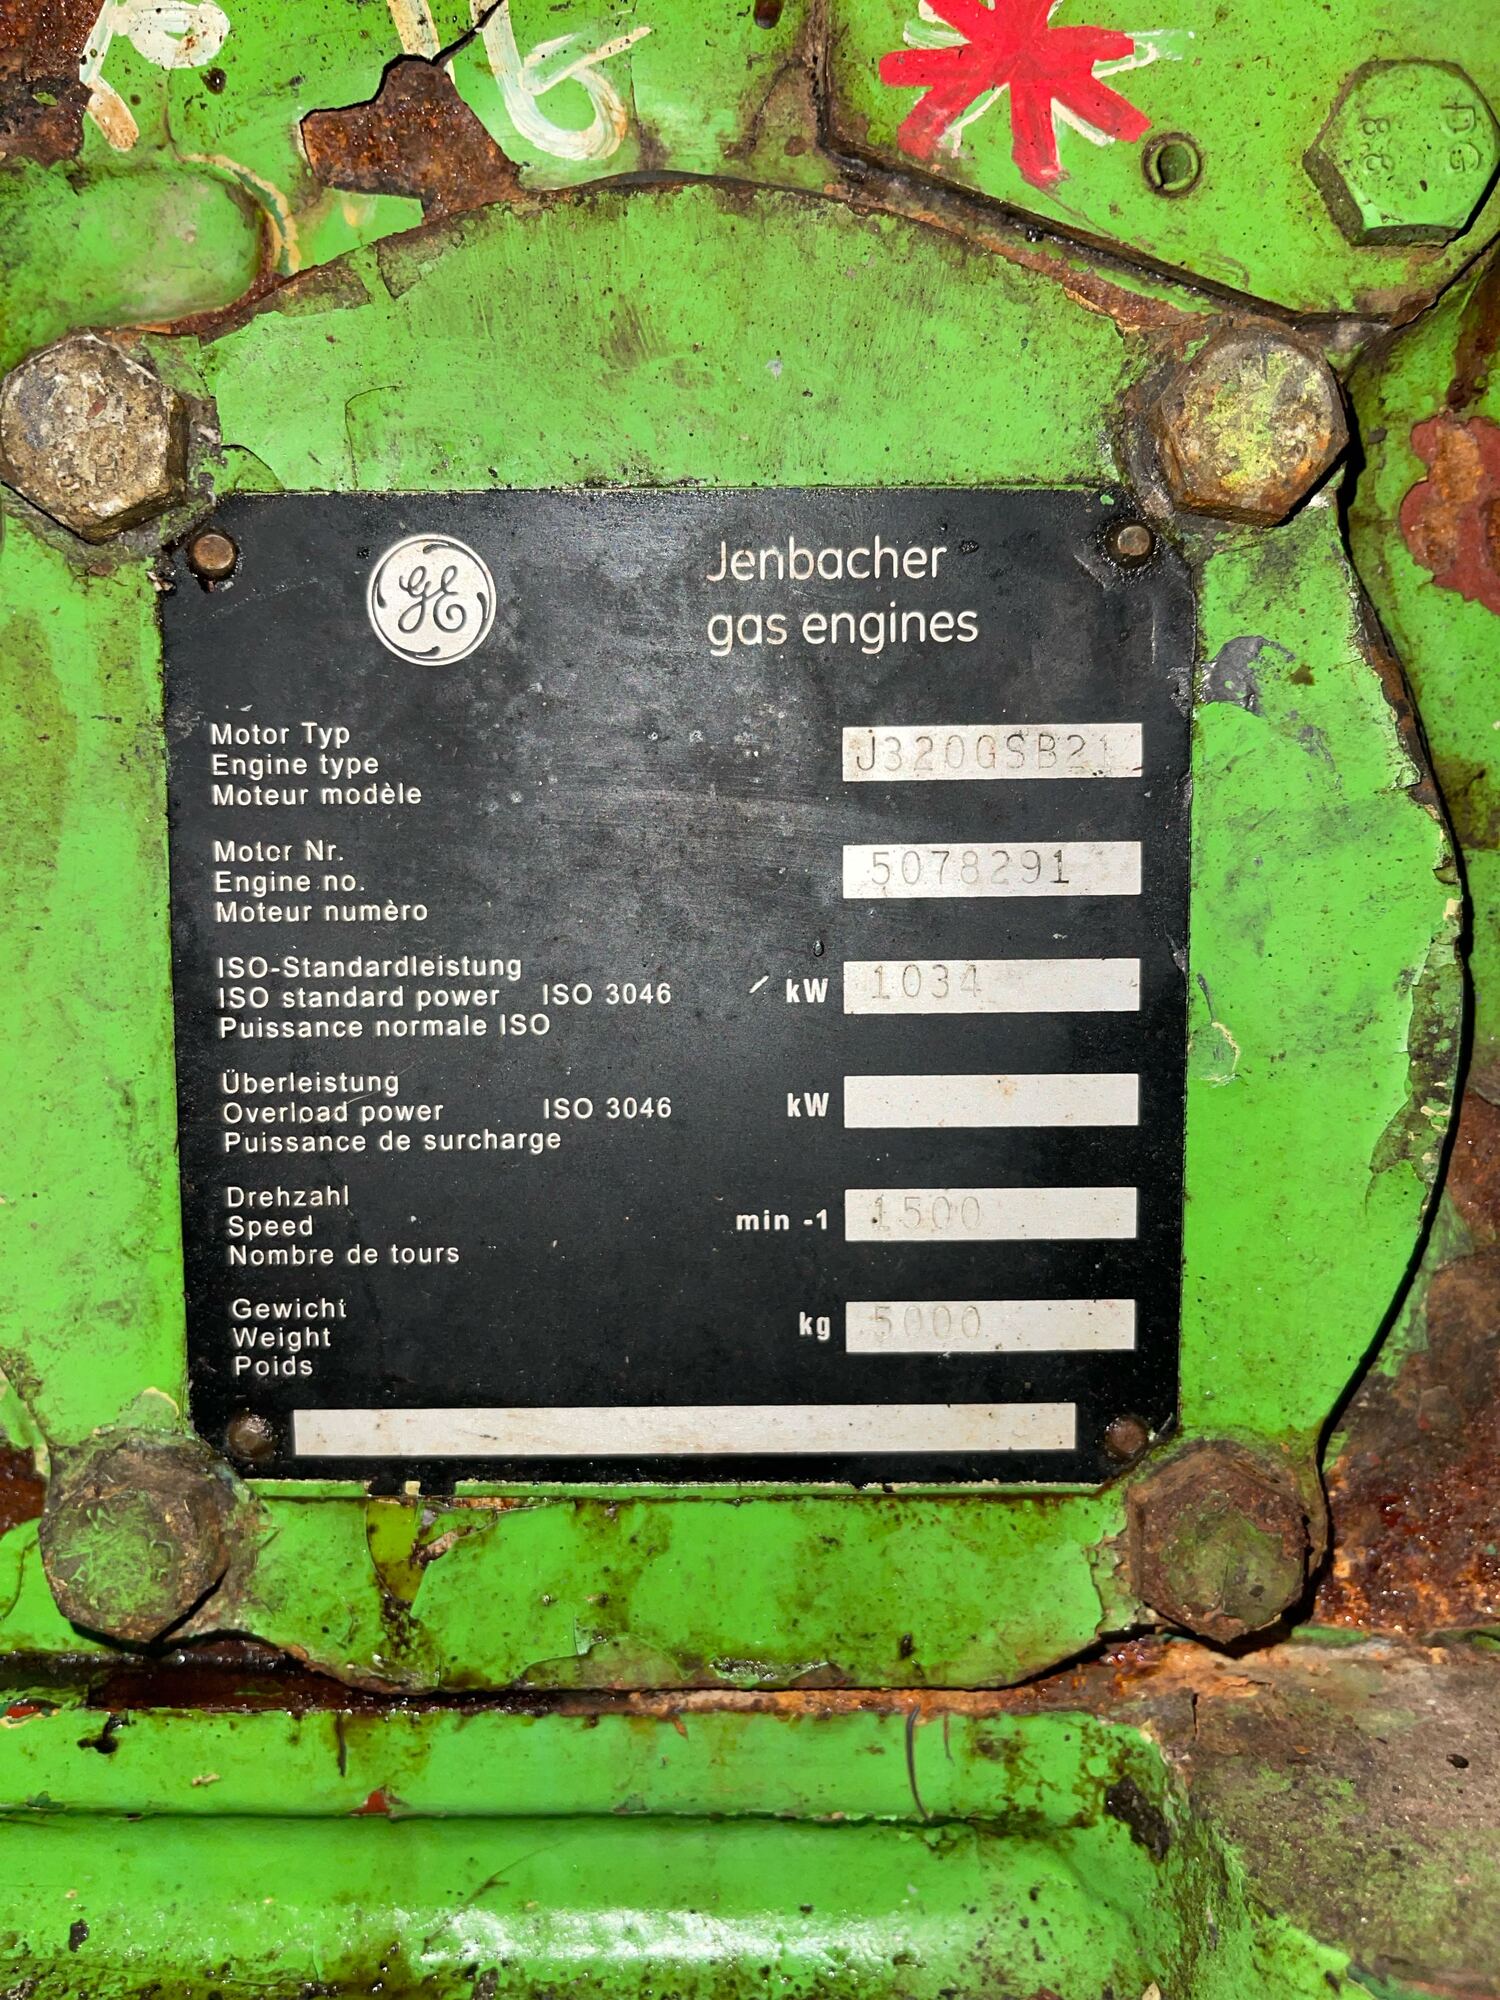 GE
Jenbacher
gas engines
Motor Typ
Engine type
Moteur modèle
J320GSB21
Motor Nr.
Engine no.
Moteur numèro
5078291
ISO-Standardleistung
ISO standard power ISO 3046 kW 1034
Puissance normale ISO
Überleistung
Overload power ISO 3046 kW
Puissance de surcharge
Drehzahl
Speed min -1 1500
Nombre de tours
Gewicht
Weight kg 5000
Poids
8.8